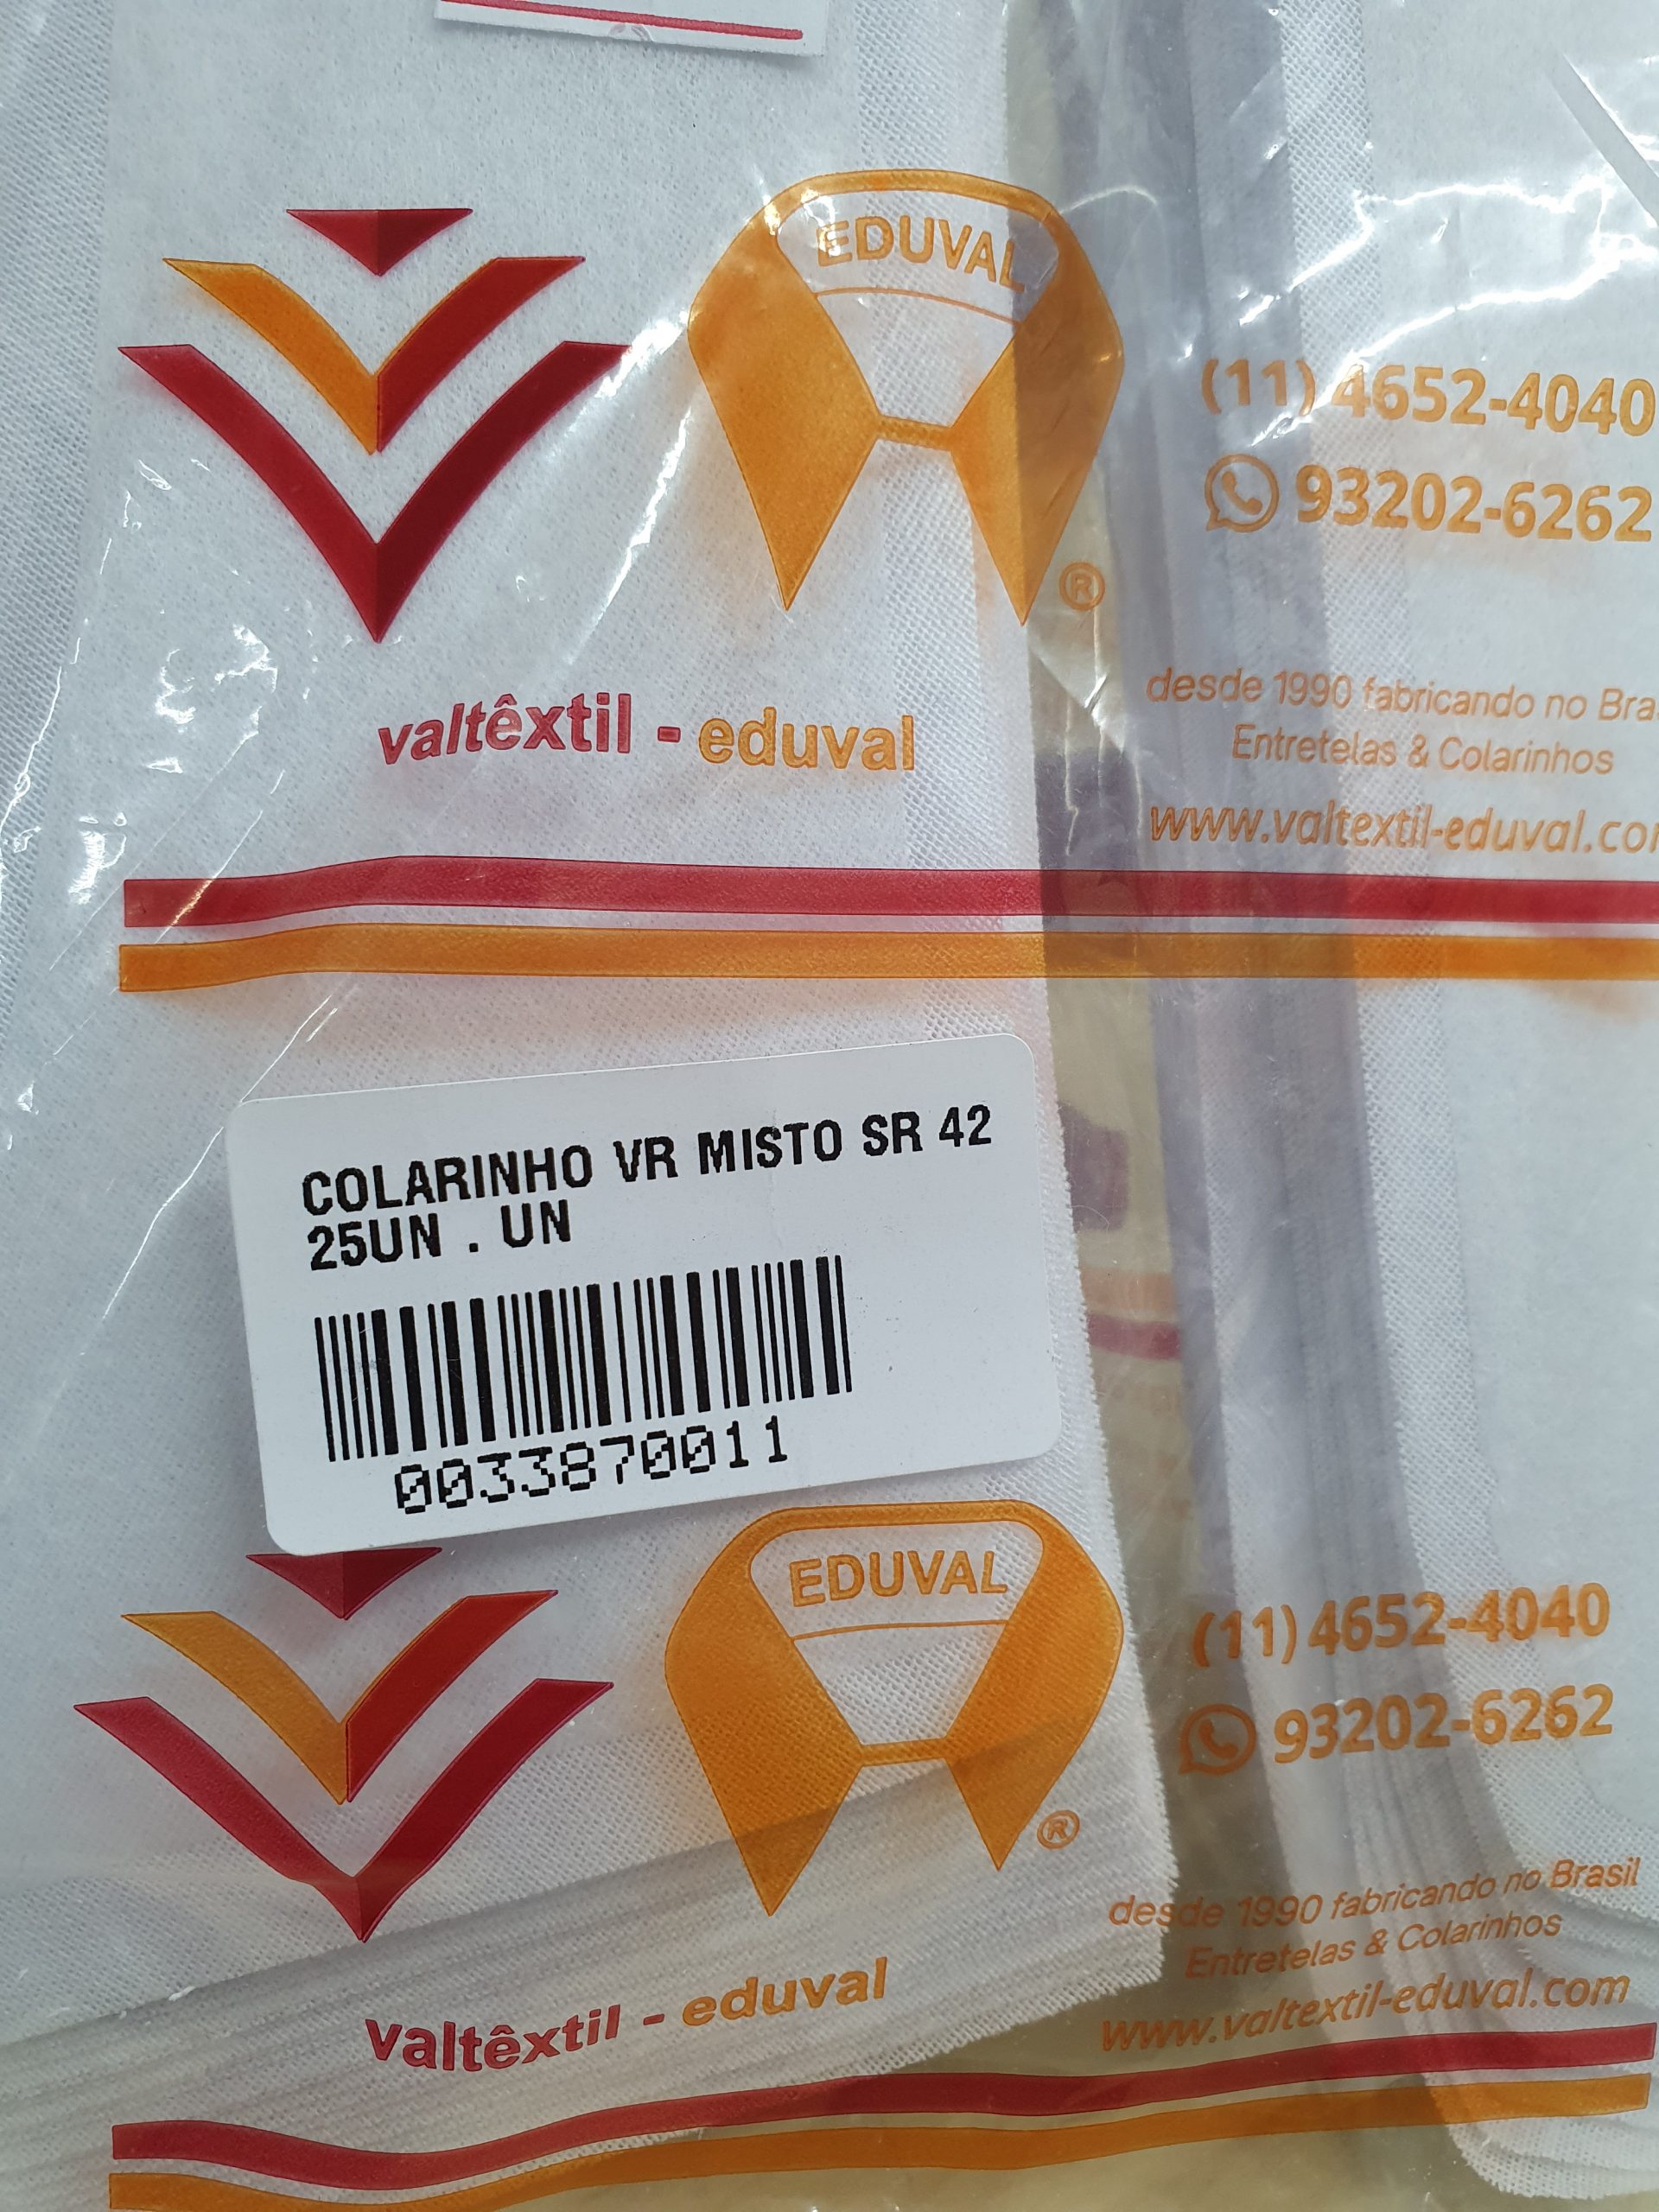 EDUVAL
(11) 4652-4040
93202-6262
®
valtêxtil - eduval
desde 1990 fabricando no Bra
Entretelas & Colarinhos
www.valtextil-eduval.co
COLARINHO VR MISTO SR 42
25UN . UN
0033870011
EDUVAL
(11) 4652-4040
93202-6262
®
valtêxtil - eduval
desde 1990 fabricando no Brasil
Entretelas & Colarinhos
www.valtextil-eduval.com